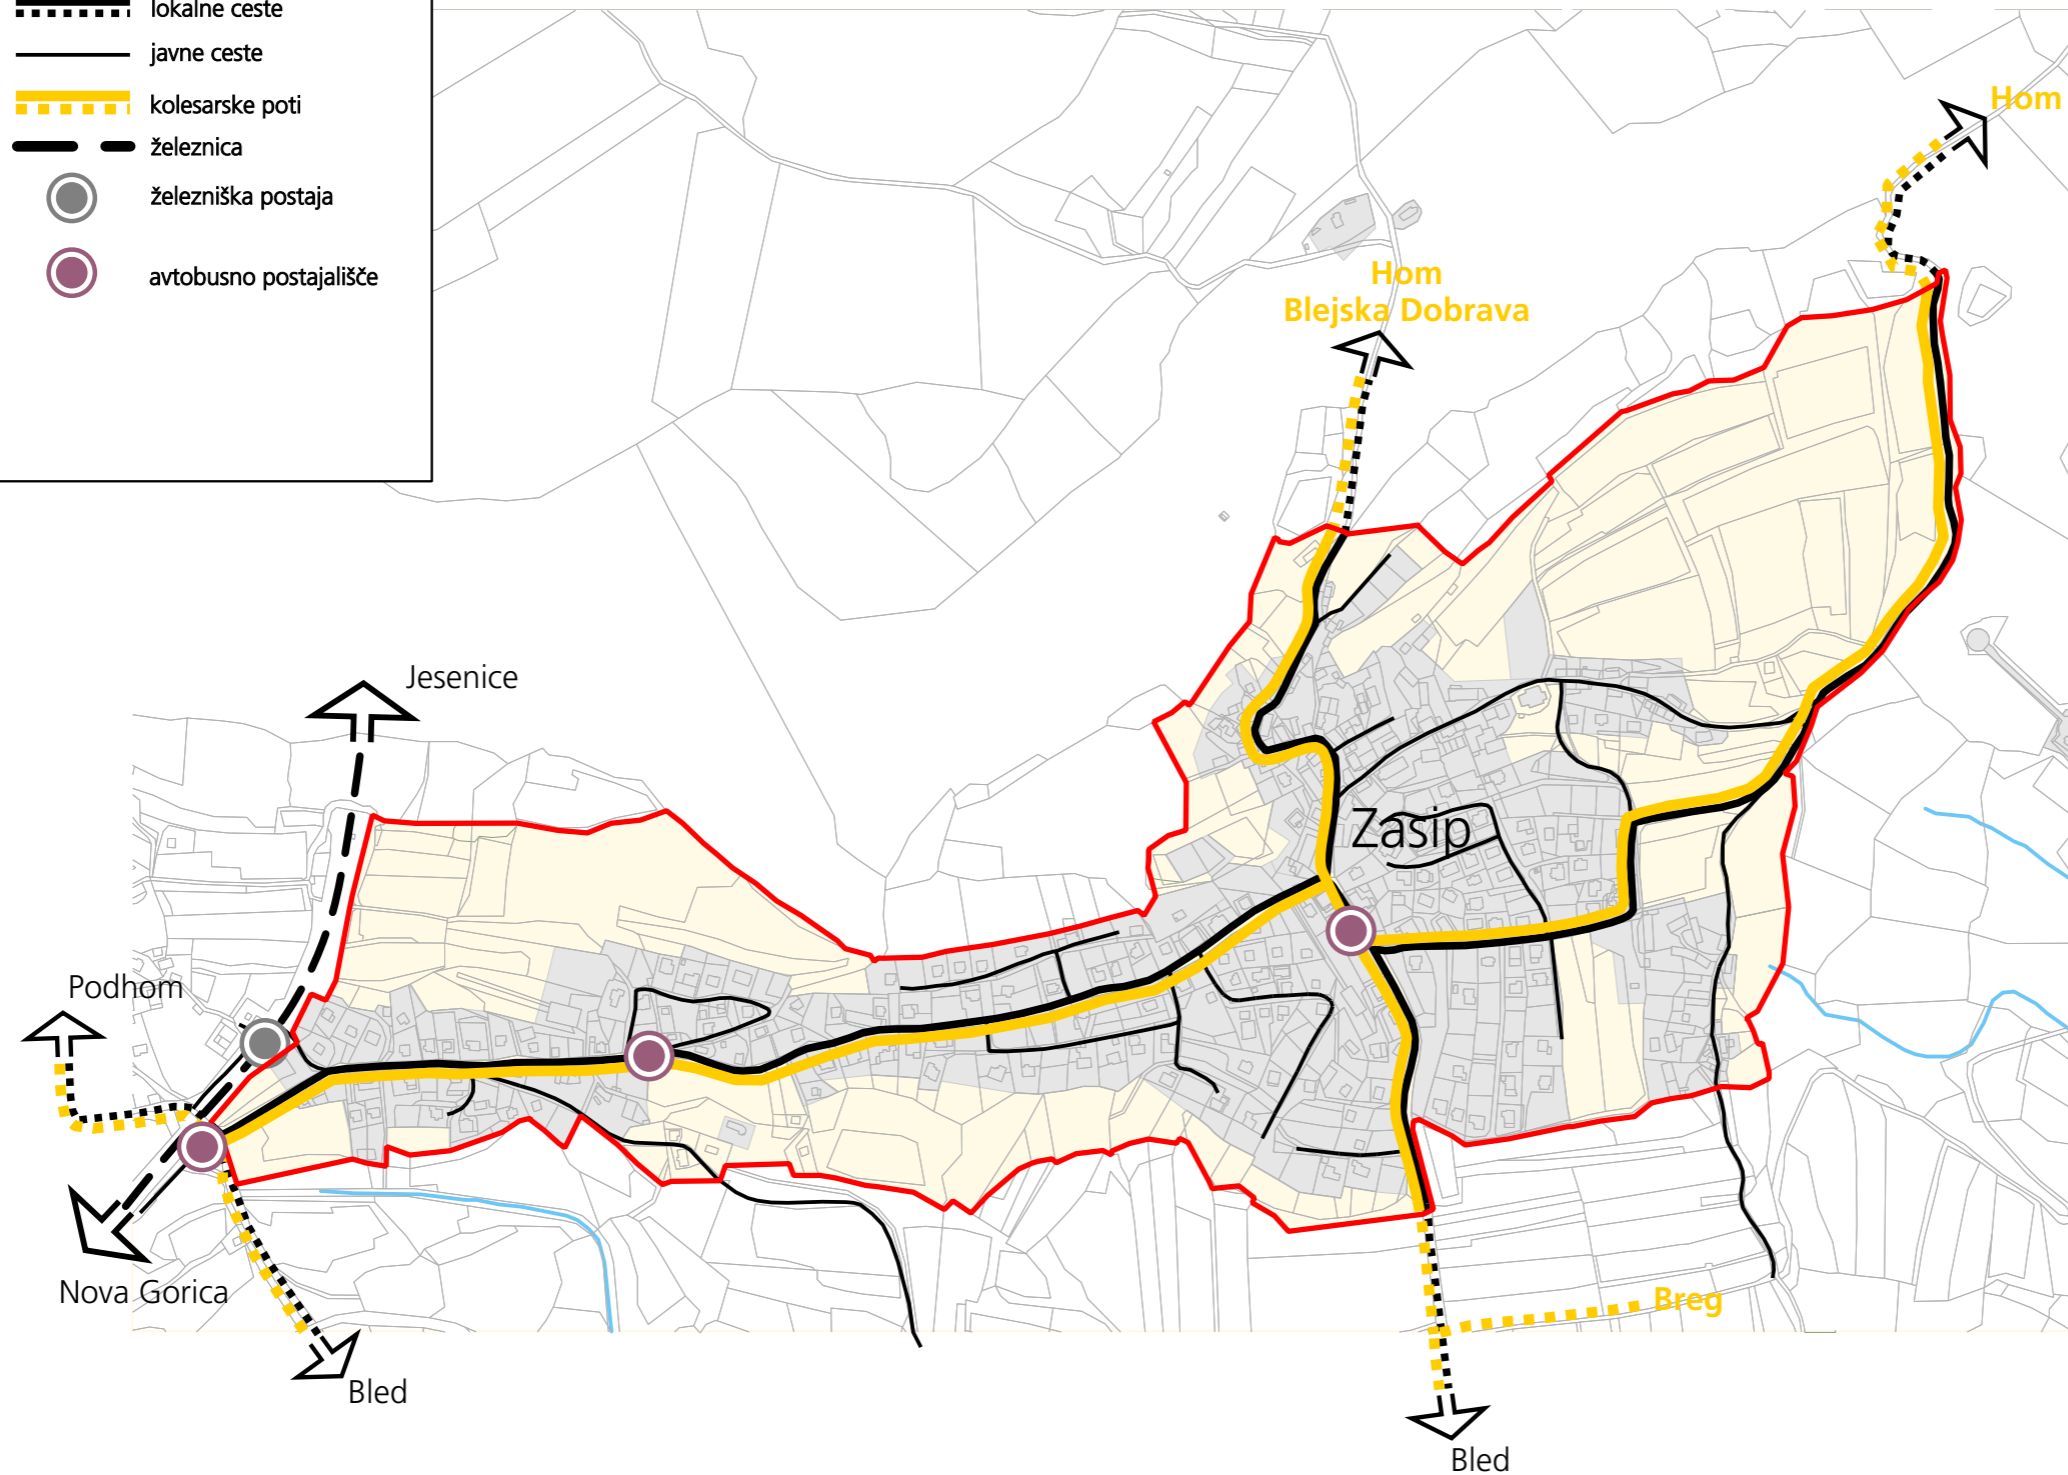 lokalne ceste
javne ceste
kolesarske poti
železnica
železniška postaja
avtobusno postajališče
Hom
Hom
Blejska Dobrava
Jesenice
Zasip
Podhom
Nova Gorica
Breg
Bled
Bled